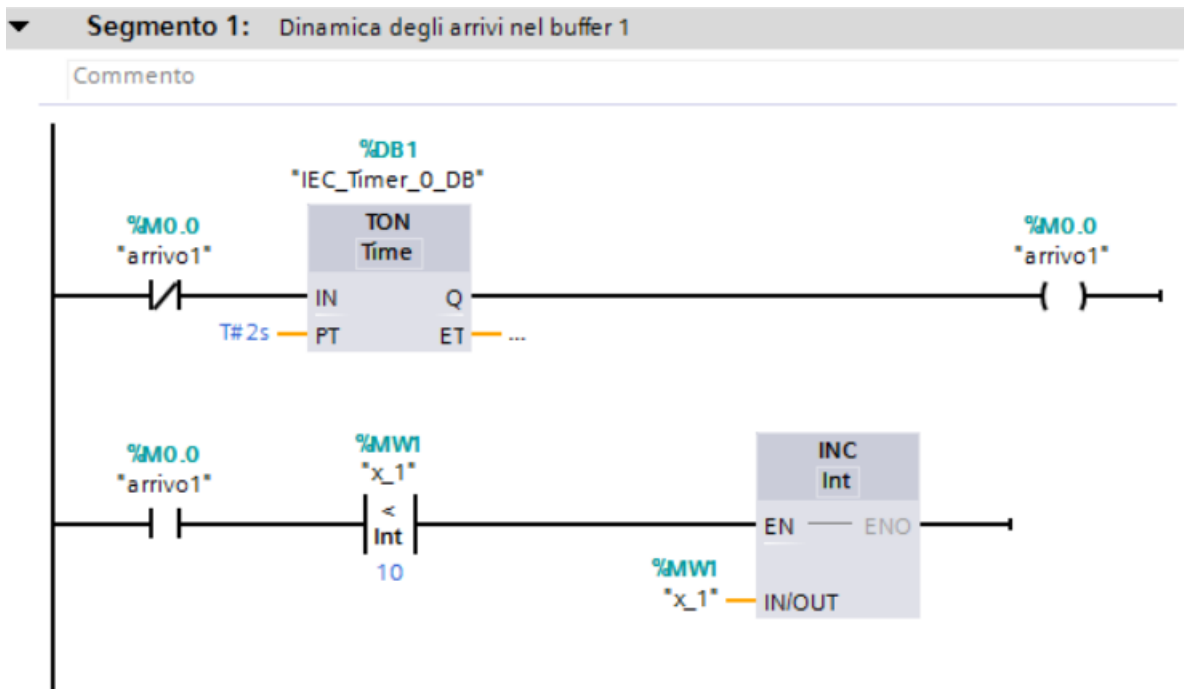 Segmento 1: Dinamica degli arrivi nel buffer 1
Commento
%DB1
"IEC_Timer_0_DB"
%M0.0
"arrivo1"
TON
Time
%M0.0
"arrivo1"
IN Q
T#2s PT ET ...
%M0.0
"arrivo1"
%MW1
"x_1"
<
Int
10
INC
Int
EN ENO
%MW1
"x_1" IN/OUT